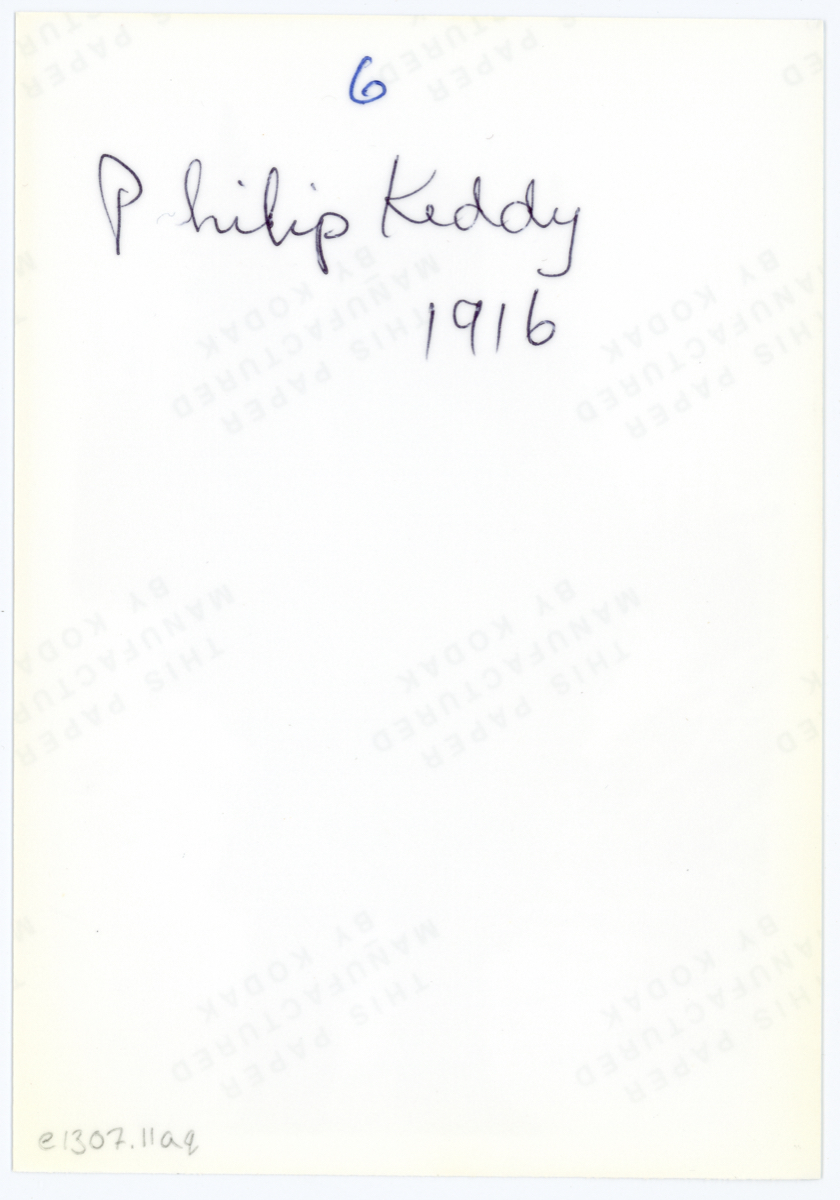 6
Philip Keddy
1916
THIS PAPER
MANUFACTURED
BY KODAK
e1307.11aq